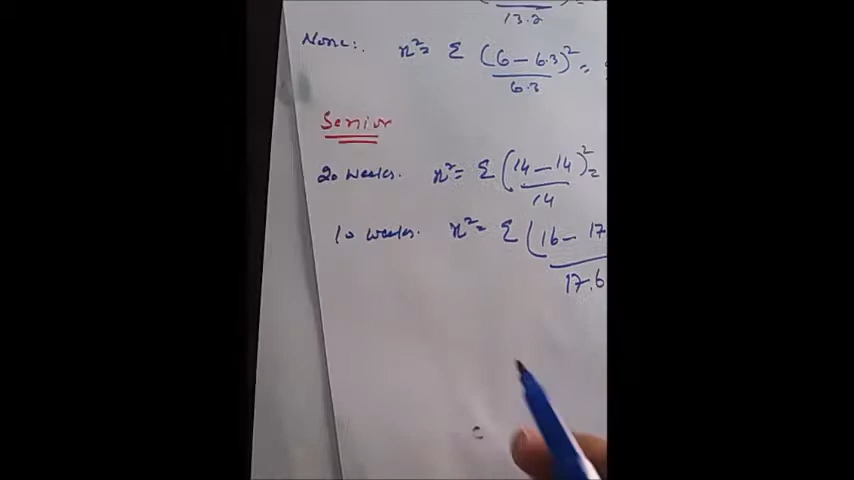 13.2
None:. x²= Σ (6 - 6.3)² =
6.3
Senior
20 weeks. x²= Σ (14 - 14)² =
14
10 weeks. x²= Σ (16 - 17
17.6